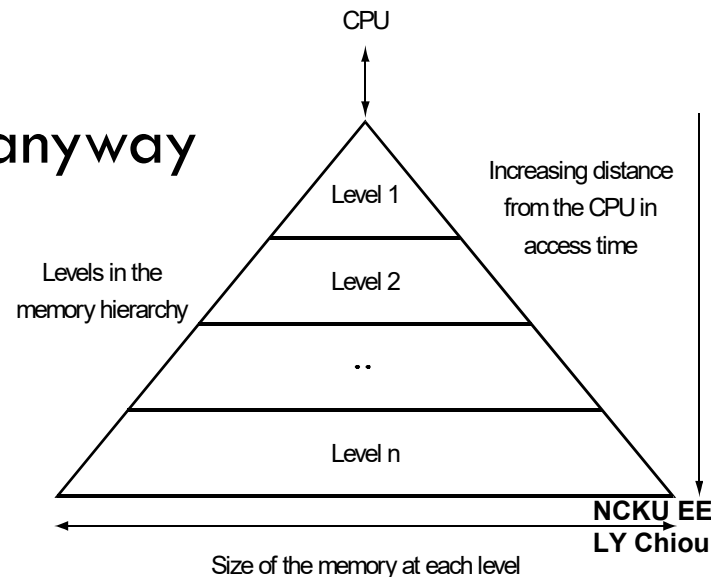 CPU
anyway
Increasing distance
from the CPU in
access time
Level 1
Levels in the
memory hierarchy
Level 2
..
Level n
NCKU EE
LY Chiou
Size of the memory at each level